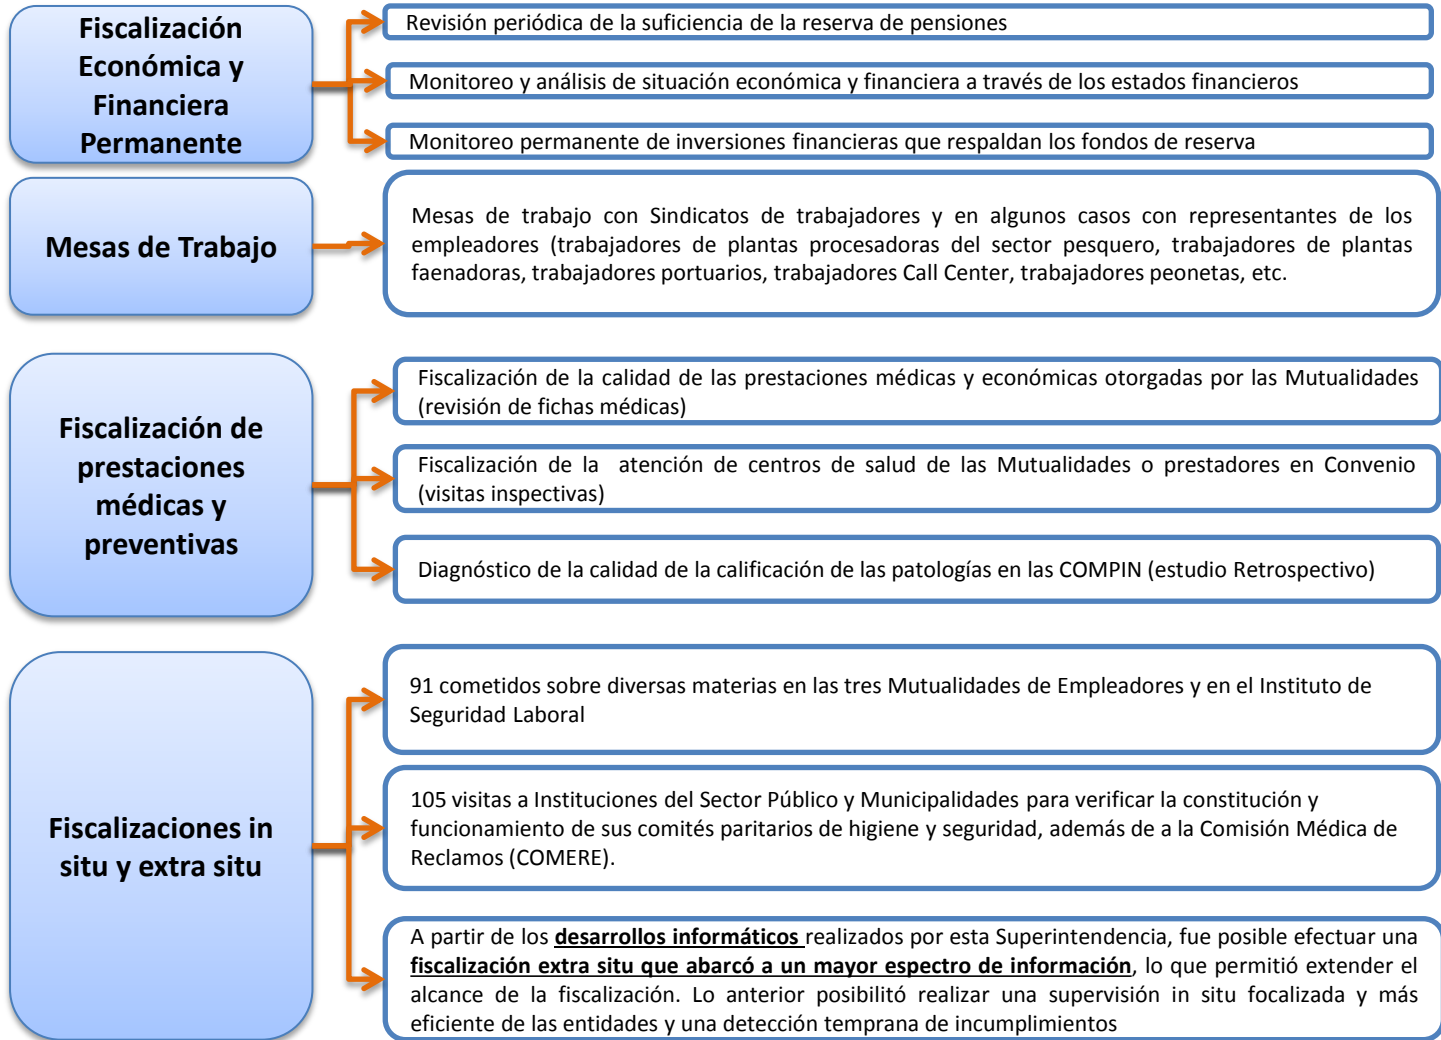 Fiscalización
Económica y
Financiera
Permanente
Revisión periódica de la suficiencia de la reserva de pensiones
Monitoreo y análisis de situación económica y financiera a través de los estados financieros
Monitoreo permanente de inversiones financieras que respaldan los fondos de reserva
Mesas de Trabajo
Mesas de trabajo con Sindicatos de trabajadores y en algunos casos con representantes de los
empleadores (trabajadores de plantas procesadoras del sector pesquero, trabajadores de plantas
faenadoras, trabajadores portuarios, trabajadores Call Center, trabajadores peonetas, etc.
Fiscalización de
prestaciones
médicas y
preventivas
Fiscalización de la calidad de las prestaciones médicas y económicas otorgadas por las Mutualidades
(revisión de fichas médicas)
Fiscalización de la atención de centros de salud de las Mutualidades o prestadores en Convenio
(visitas inspectivas)
Diagnóstico de la calidad de la calificación de las patologías en las COMPIN (estudio Retrospectivo)
Fiscalizaciones in
situ y extra situ
91 cometidos sobre diversas materias en las tres Mutualidades de Empleadores y en el Instituto de
Seguridad Laboral
105 visitas a Instituciones del Sector Público y Municipalidades para verificar la constitución y
funcionamiento de sus comités paritarios de higiene y seguridad, además de a la Comisión Médica de
Reclamos (COMERE).
A partir de los desarrollos informáticos realizados por esta Superintendencia, fue posible efectuar una
fiscalización extra situ que abarcó a un mayor espectro de información, lo que permitió extender el
alcance de la fiscalización. Lo anterior posibilitó realizar una supervisión in situ focalizada y más
eficiente de las entidades y una detección temprana de incumplimientos